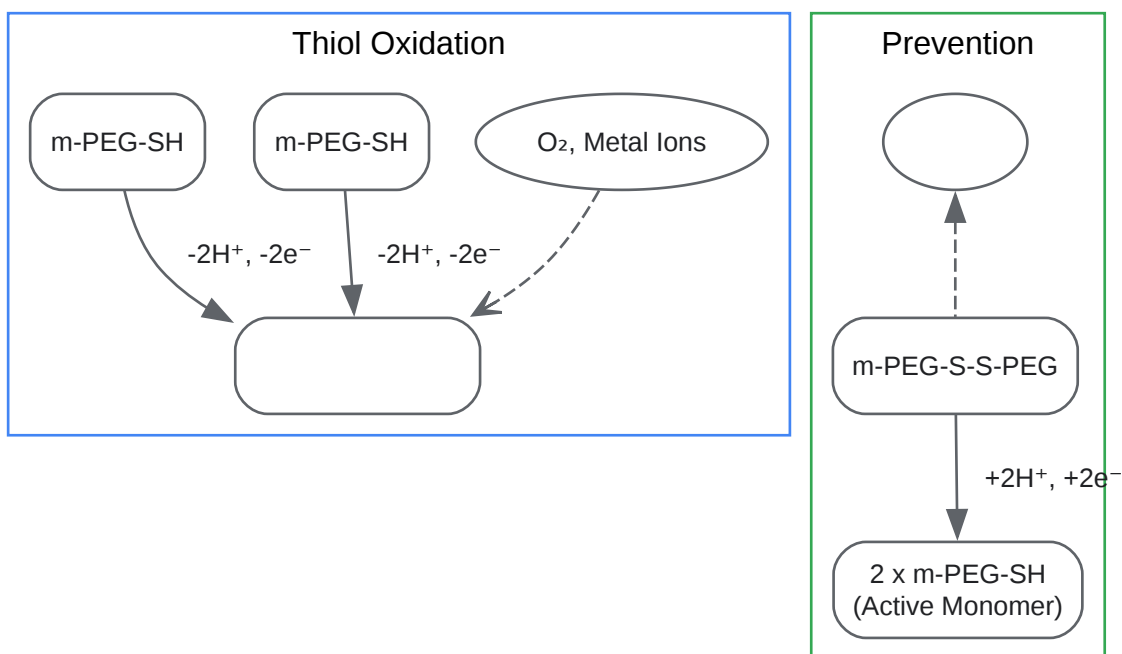 Thiol Oxidation
m-PEG-SH
m-PEG-SH
O₂, Metal Ions
-2H⁺, -2e⁻
-2H⁺, -2e⁻
Prevention
m-PEG-S-S-PEG
+2H⁺, +2e⁻
2 x m-PEG-SH
(Active Monomer)